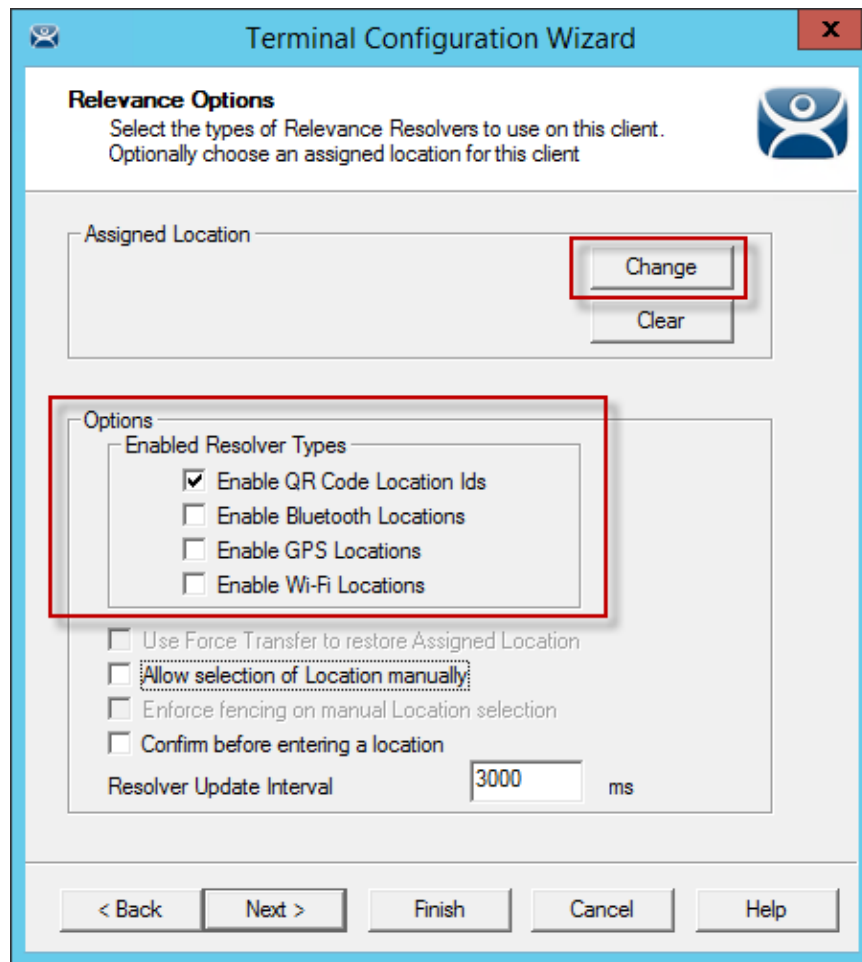 Terminal Configuration Wizard
x
Relevance Options
Select the types of Relevance Resolvers to use on this client.
Optionally choose an assigned location for this client
Assigned Location
Change
Clear
Options
Enabled Resolver Types
Enable QR Code Location Ids
Enable Bluetooth Locations
Enable GPS Locations
Enable Wi-Fi Locations
Use Force Transfer to restore Assigned Location
Allow selection of Location manually
Enforce fencing on manual Location selection
Confirm before entering a location
Resolver Update Interval 3000 ms
< Back Next > Finish Cancel Help